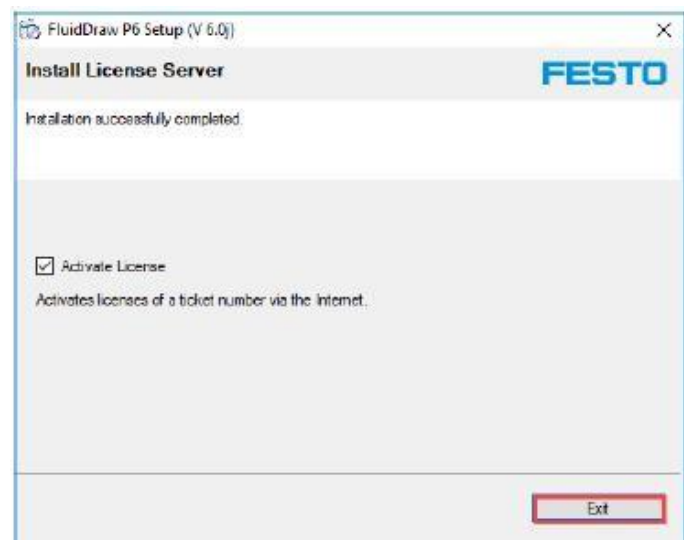 FluidDraw P6 Setup (V 6.0j)
Install License Server
FESTO
Installation successfully completed.
Activate License
Activates licenses of a ticket number via the Internet.
Exit